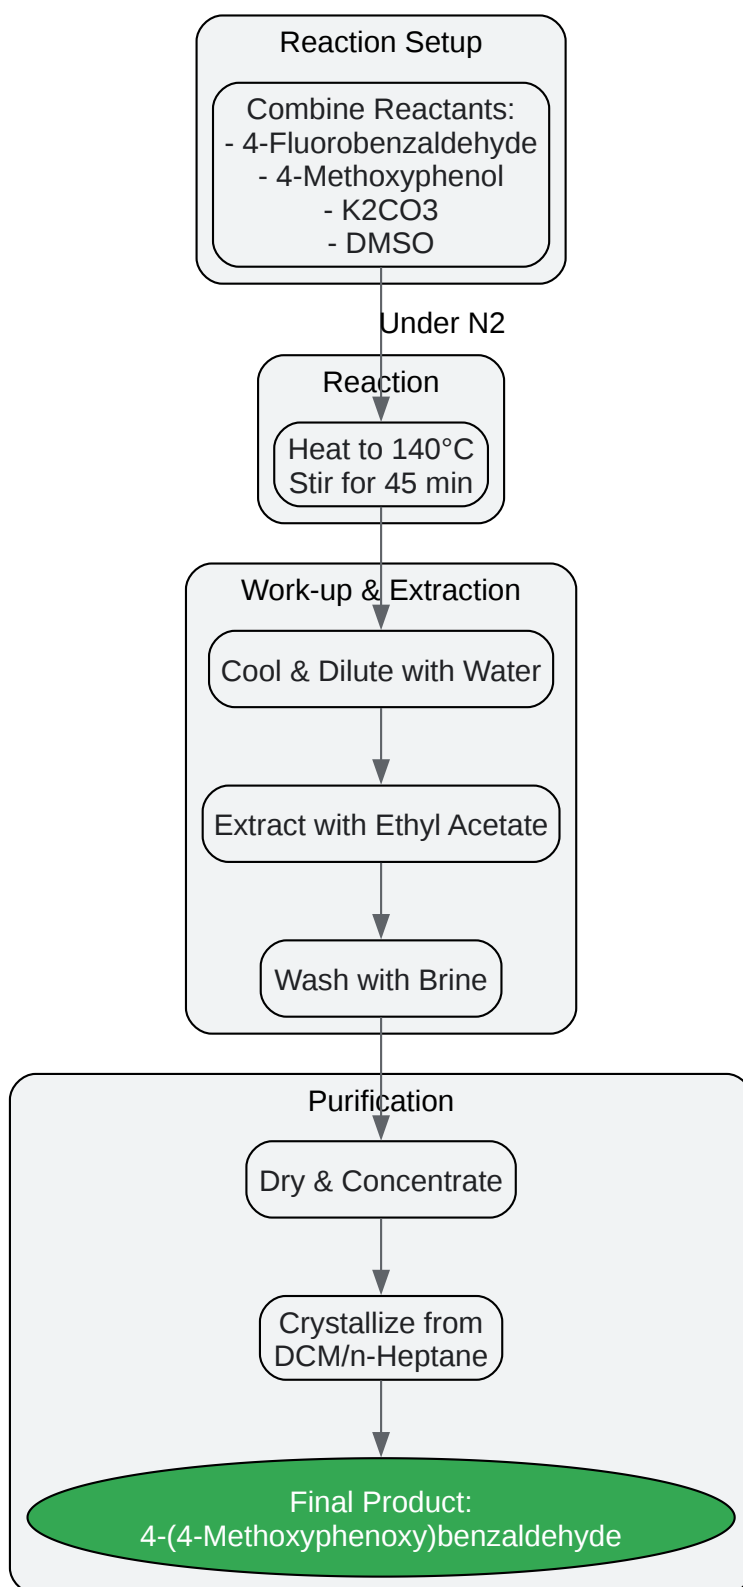 Reaction Setup
Combine Reactants:
- 4-Fluorobenzaldehyde
- 4-Methoxyphenol
- K2CO3
- DMSO
Under N2
Reaction
Heat to 140°C
Stir for 45 min
Work-up & Extraction
Cool & Dilute with Water
Extract with Ethyl Acetate
Wash with Brine
Purification
Dry & Concentrate
Crystallize from
DCM/n-Heptane
Final Product:
4-(4-Methoxyphenoxy)benzaldehyde